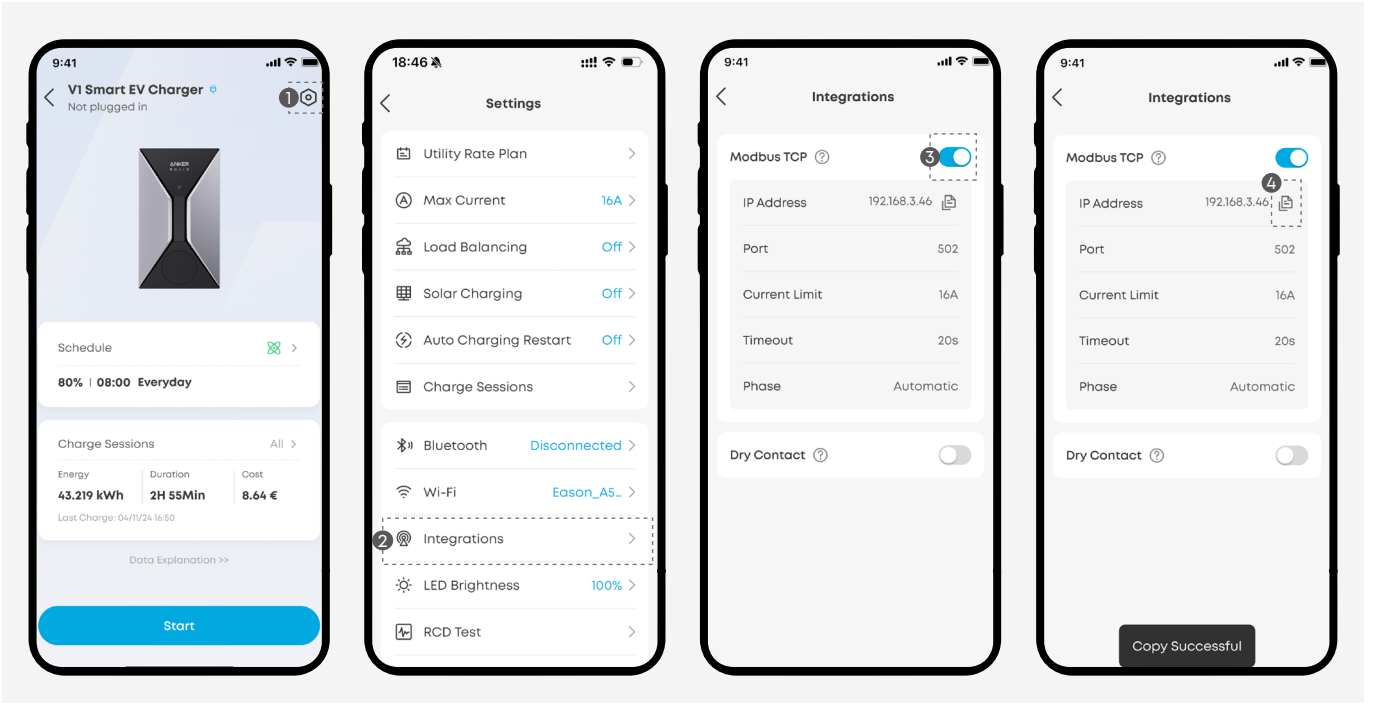 9:41
V1 Smart EV Charger
Not plugged in
1
ANKER
SOLIX
Schedule
80% | 08:00 Everyday
Charge Sessions All
Energy Duration Cost
43.219 kWh 2H 55Min 8.64 €
Last Charge: 04/11/24 16:50
Data Explanation >>
Start
18:46
Settings
Utility Rate Plan
Max Current 16A
Load Balancing Off
Solar Charging Off
Auto Charging Restart Off
Charge Sessions
Bluetooth Disconnected
Wi-Fi Eason_A5...
2 Integrations
LED Brightness 100%
RCD Test
9:41
Integrations
Modbus TCP ? 3
IP Address 192.168.3.46
Port 502
Current Limit 16A
Timeout 20s
Phase Automatic
Dry Contact ?
9:41
Integrations
Modbus TCP ?
4
IP Address 192.168.3.46
Port 502
Current Limit 16A
Timeout 20s
Phase Automatic
Dry Contact ?
Copy Successful